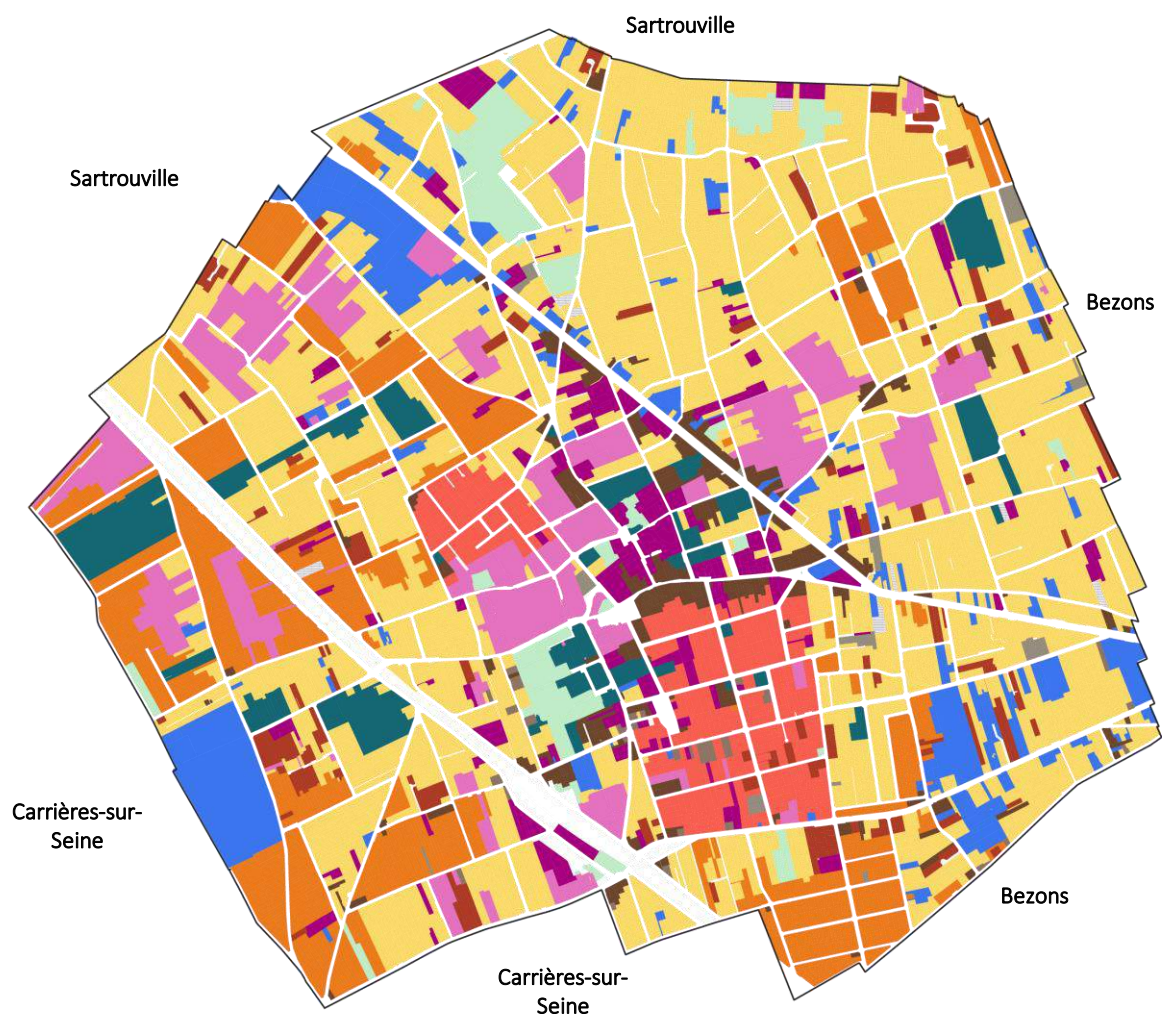 Sartrouville
Sartrouville
Bezons
Carrières-sur-
Seine
Bezons
Carrières-sur-
Seine